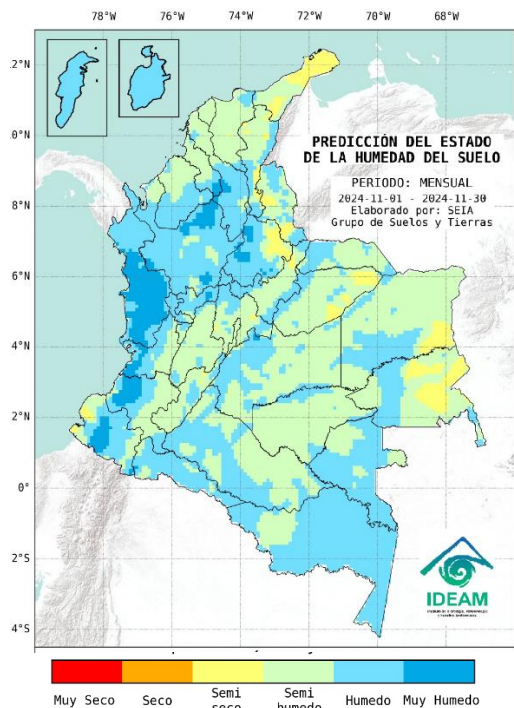 78°W 76°W 74°W 72°W 70°W 68°W
2°N
0°N
8°N
6°N
4°N
2°N
0°
2°S
4°S
PREDICCIÓN DEL ESTADO
DE LA HUMEDAD DEL SUELO
PERIODO: MENSUAL
2024-11-01 - 2024-11-30
Elaborado por: SEIA
Grupo de Suelos y Tierras
IDEAM
Muy Seco
Seco
Semi
seco
Semi
humedo
Humedo
Muy Humedo